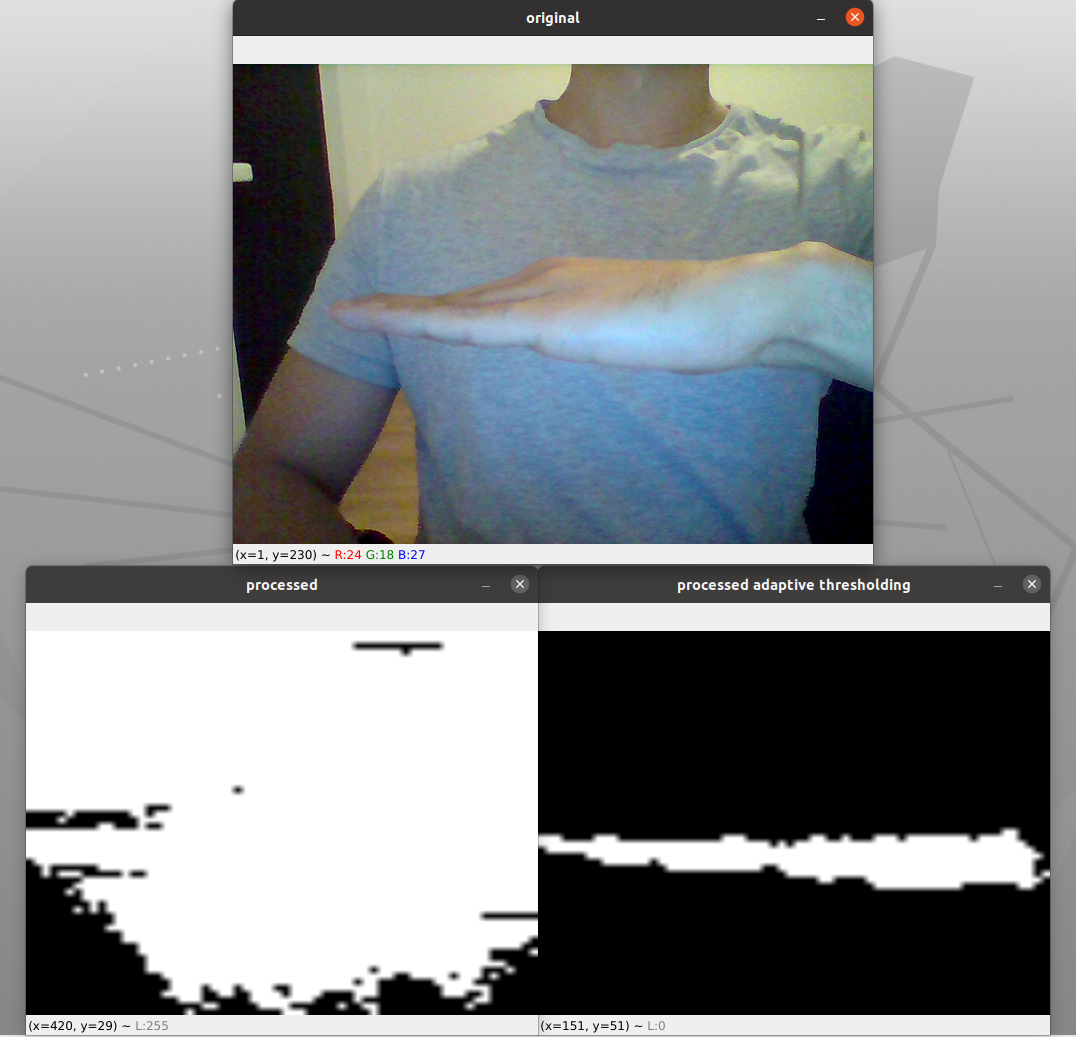 original
(x=1, y=230) ~ R:24 G:18 B:27
processed
processed adaptive thresholding
(x=420, y=29) ~ L:255
(x=151, y=51) ~ L:0